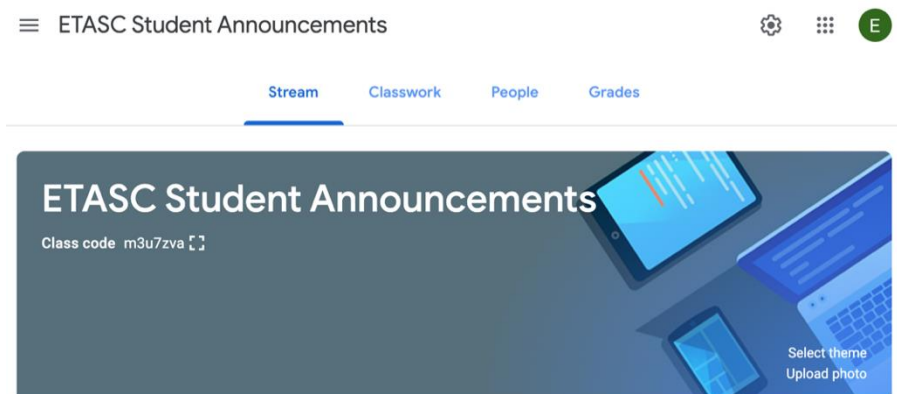 ETASC Student Announcements
E
Stream Classwork People Grades
ETASC Student Announcements
Class code m3u7zva
Select theme
Upload photo